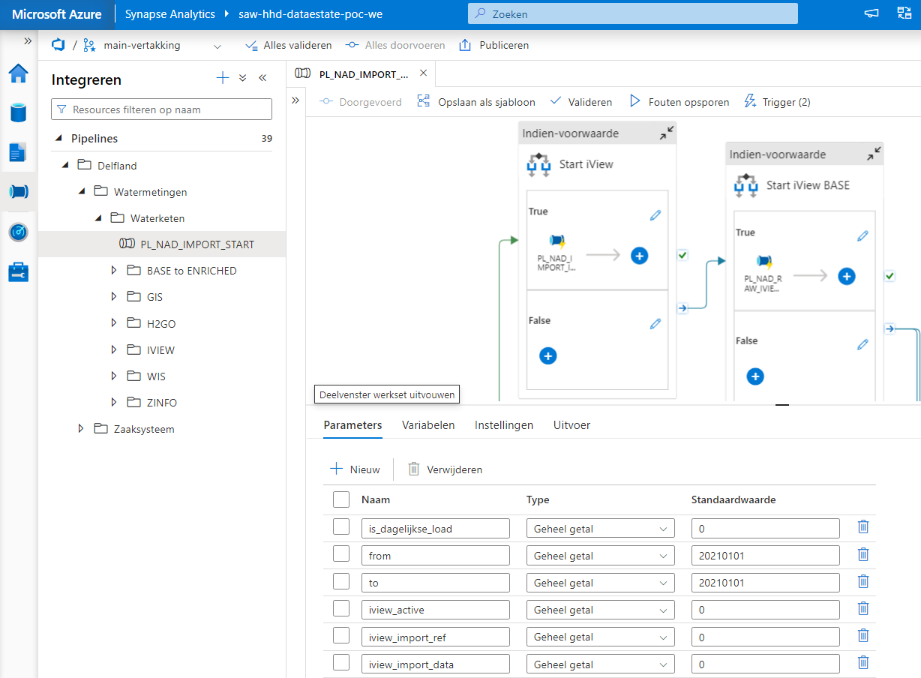 Microsoft Azure
Synapse Analytics
saw-hhd-dataestate-poc-we
Zoeken
main-vertakking
Alles valideren
Alles doorvoeren
Publiceren
Integreren
Resources filteren op naam
Pipelines
39
Delfland
Watermetingen
Waterketen
PL_NAD_IMPORT_START
BASE to ENRICHED
GIS
H2GO
IVIEW
WIS
ZINFO
Zaaksysteem
PL_NAD_IMPORT_...
Doorgevoerd
Opslaan als sjabloon
Valideren
Fouten opsporen
Trigger (2)
Indien-voorwaarde
Start iView
True
PL_NAD_I
MPORT_I...
False
Indien-voorwaarde
Start iView BASE
True
PL_NAD_R
AW_IVIE...
False
Deelvenster werkset uitvouwen
Parameters
Variabelen
Instellingen
Uitvoer
Nieuw
Verwijderen
Naam
Type
Standaardwaarde
is_dagelijkse_load
Geheel getal
0
from
Geheel getal
20210101
to
Geheel getal
20210101
iview_active
Geheel getal
0
iview_import_ref
Geheel getal
0
iview_import_data
Geheel getal
0